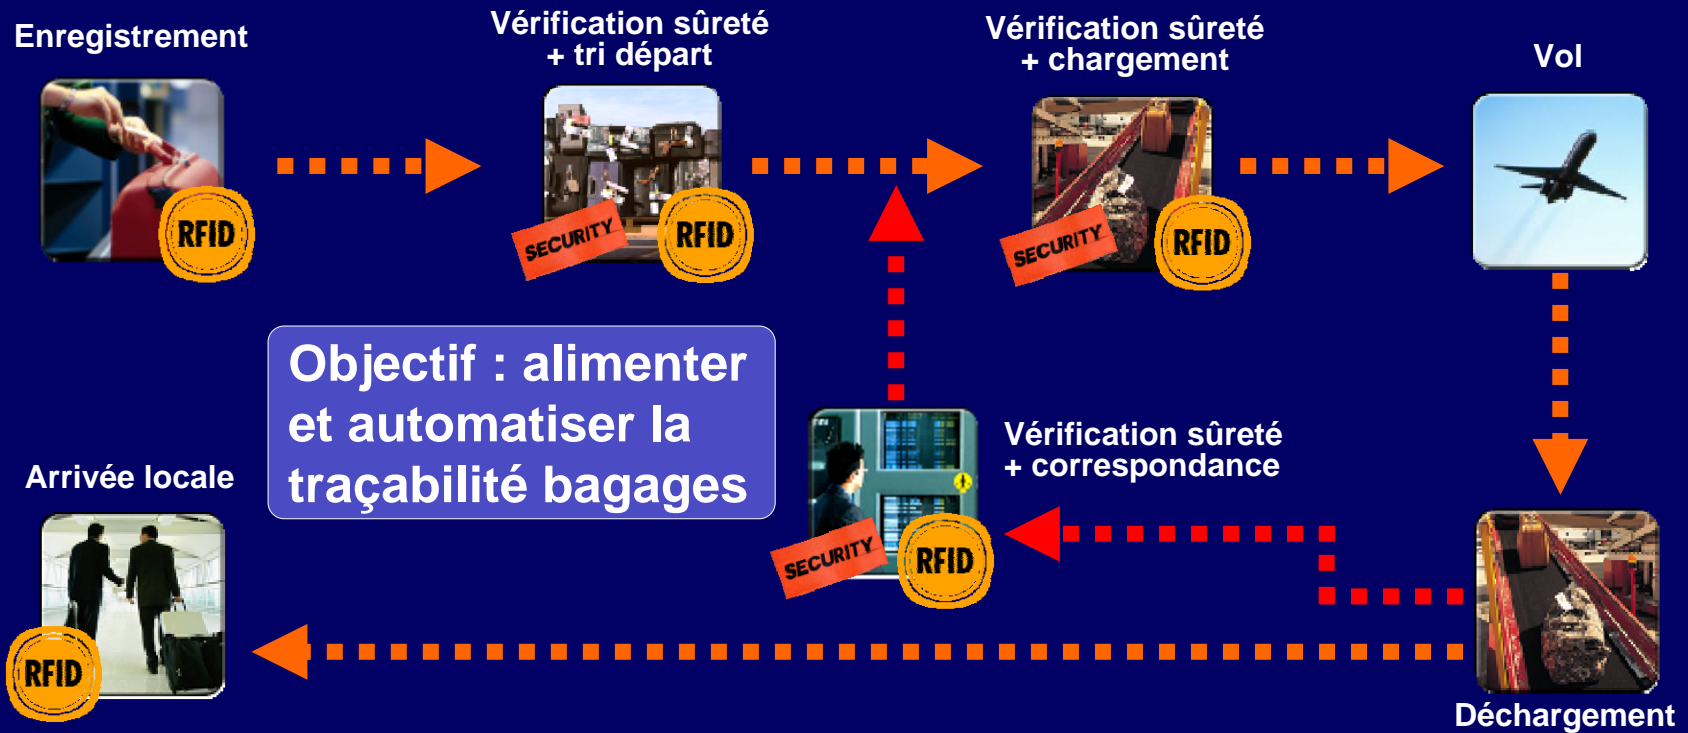 Enregistrement
Vérification sûreté
+ tri départ
Vérification sûreté
+ chargement
Vol
RFID
SECURITY
RFID
SECURITY
RFID
Objectif : alimenter
et automatiser la
traçabilité bagages
Vérification sûreté
+ correspondance
Arrivée locale
SECURITY
RFID
RFID
Déchargement